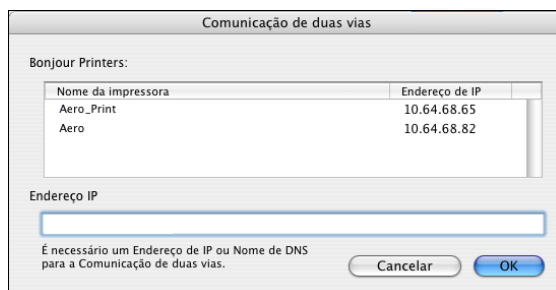 Comunicação de duas vias
Bonjour Printers:
Nome da impressora Endereço de IP
Aero_Print 10.64.68.65
Aero 10.64.68.82
Endereço IP
É necessário um Endereço de IP ou Nome de DNS
para a Comunicação de duas vias.
Cancelar OK